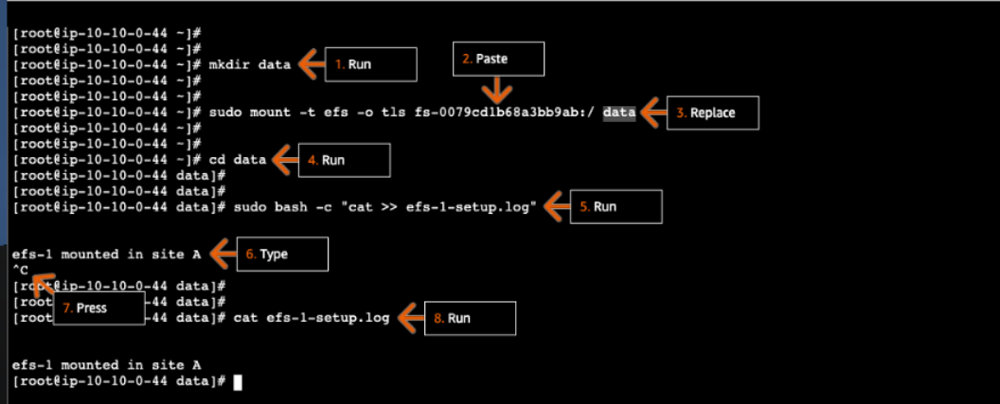 [root@ip-10-10-0-44 ~]#
[root@ip-10-10-0-44 ~]#
[root@ip-10-10-0-44 ~]# mkdir data
1. Run
2. Paste
[root@ip-10-10-0-44 ~]#
[root@ip-10-10-0-44 ~]#
[root@ip-10-10-0-44 ~]# sudo mount -t efs -o tls fs-0079cd1b68a3bb9ab:/ data
3. Replace
[root@ip-10-10-0-44 ~]#
[root@ip-10-10-0-44 ~]#
[root@ip-10-10-0-44 ~]# cd data
4. Run
[root@ip-10-10-0-44 data]#
[root@ip-10-10-0-44 data]#
[root@ip-10-10-0-44 data]# sudo bash -c "cat >> efs-1-setup.log"
5. Run
efs-1 mounted in site A
6. Type
^C
[root@ip-10-10-0-44 data]#
[root -44 data]#
7. Press
[root -44 data]# cat efs-1-setup.log
8. Run
efs-1 mounted in site A
[root@ip-10-10-0-44 data]#